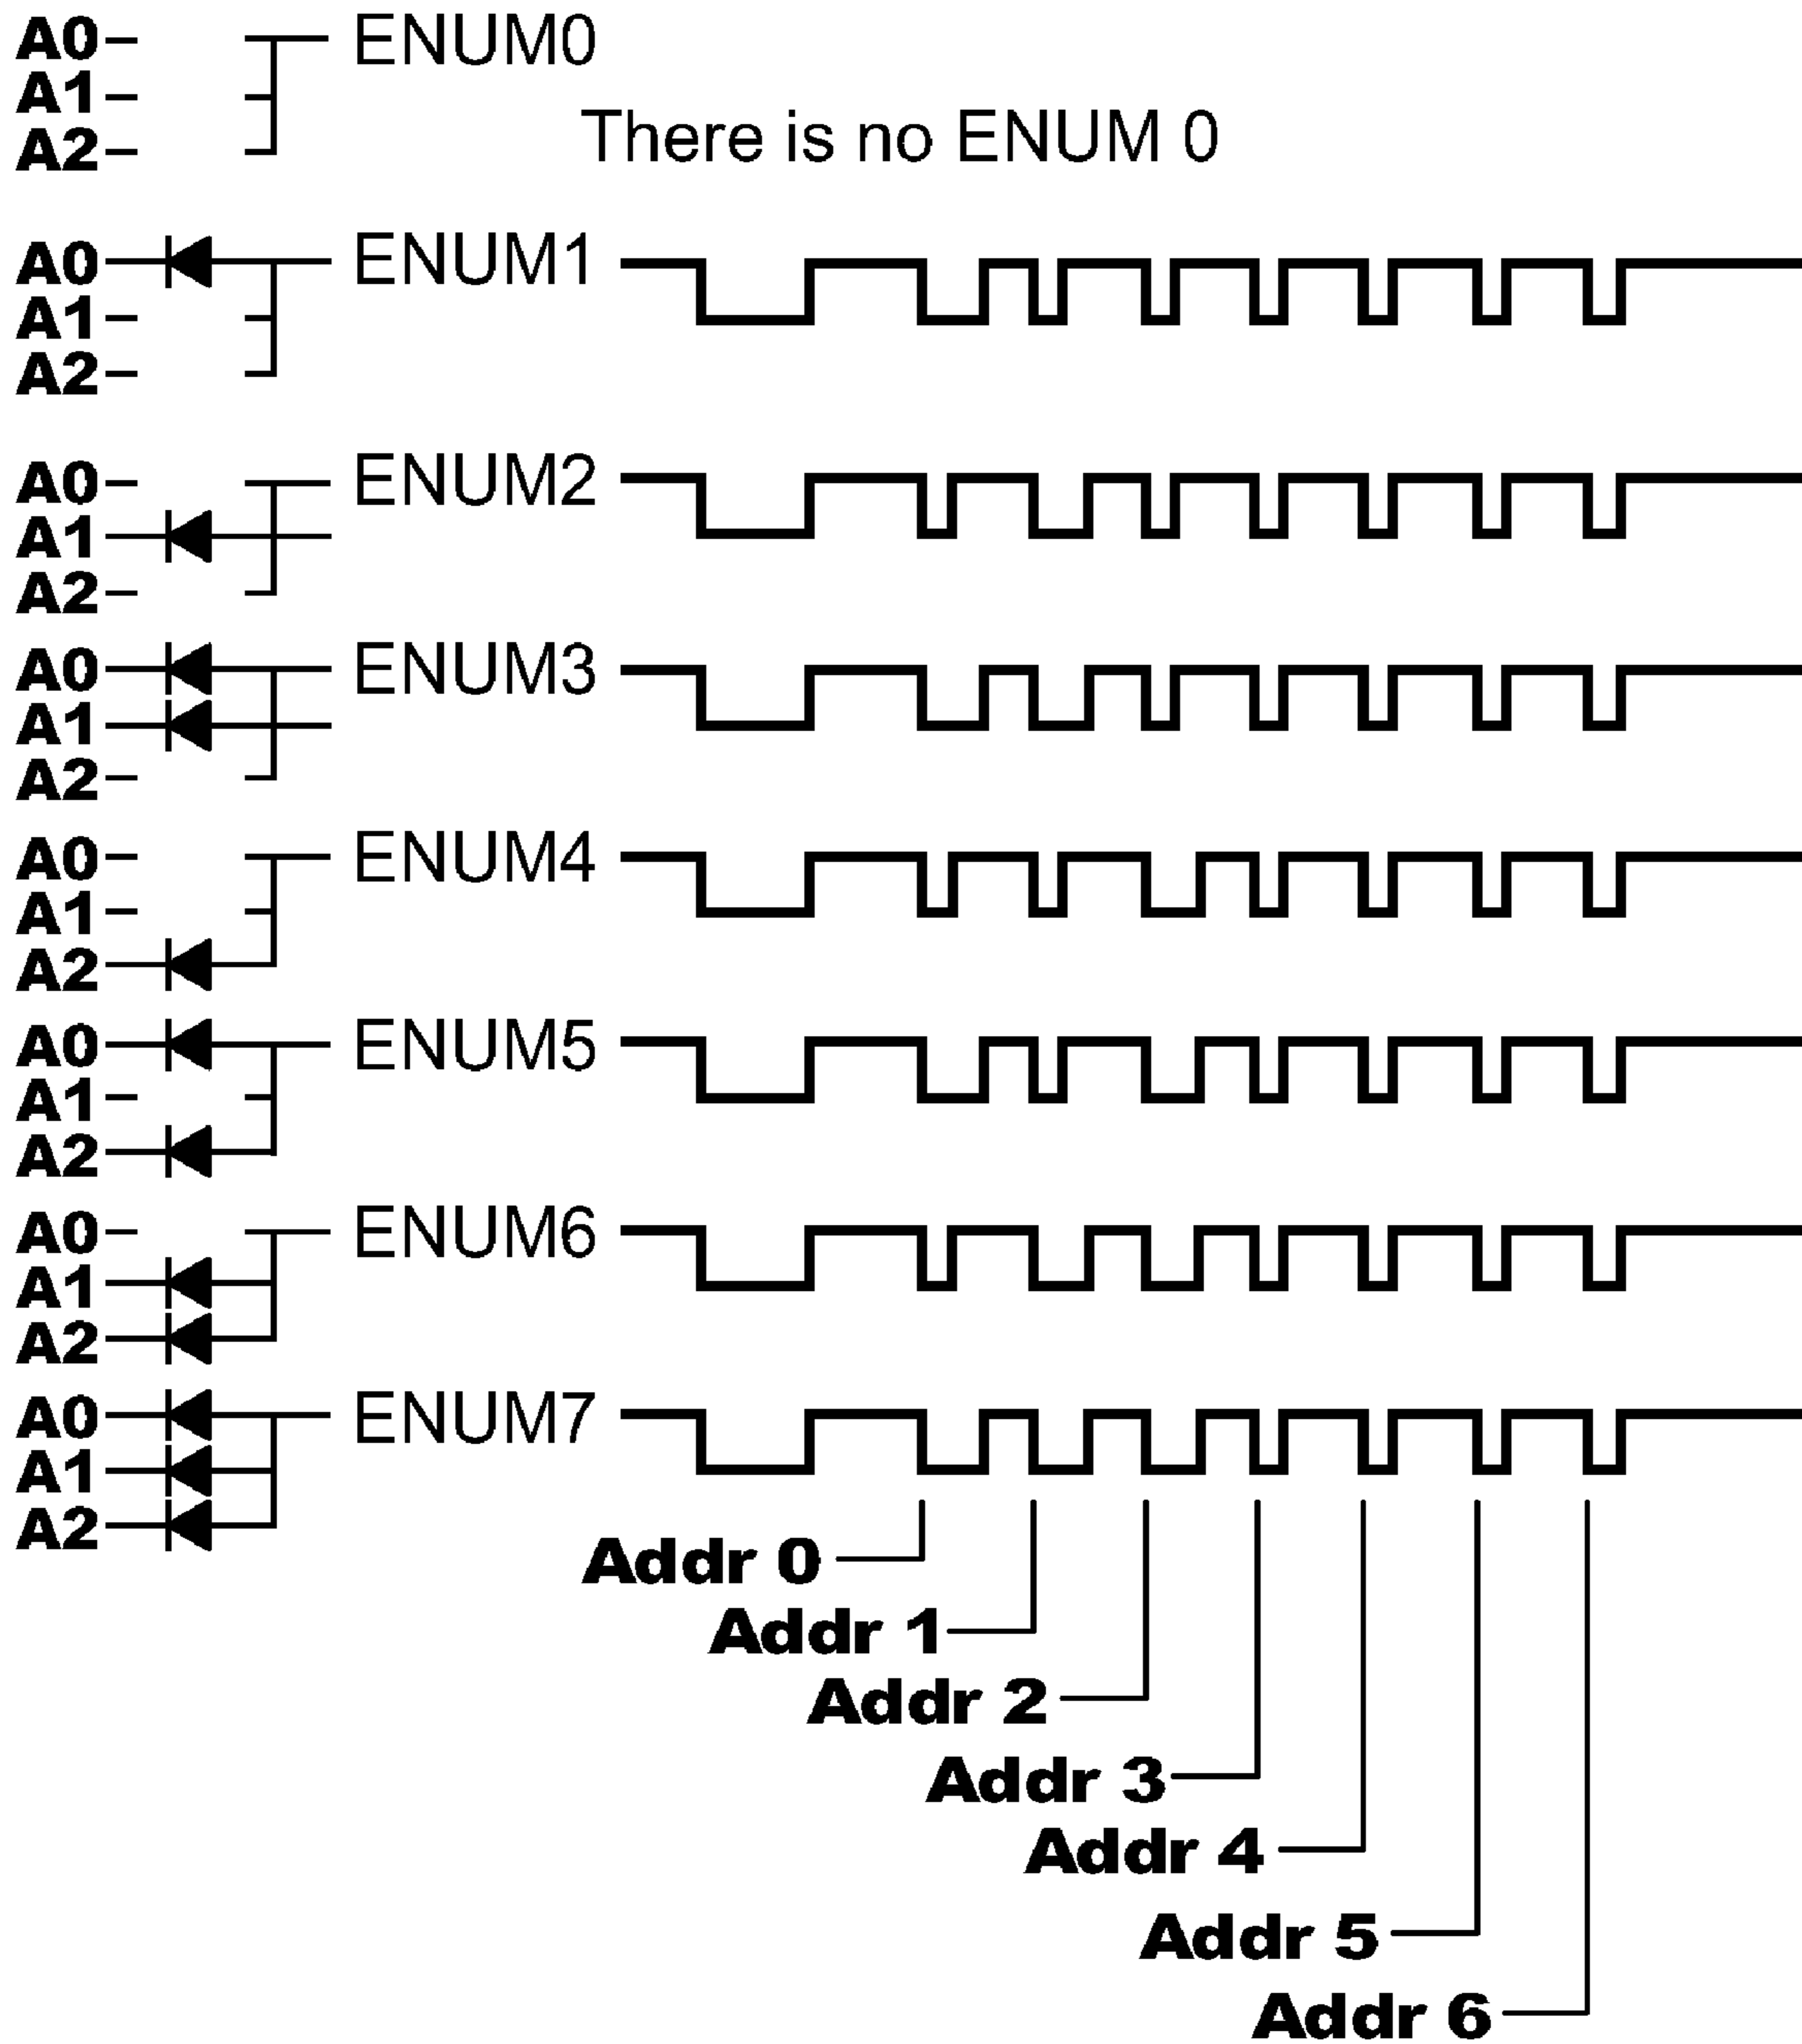 A0 ENUM0
A1
There is no ENUM 0
A2
A0 ENUM1
A1
A2
A0 ENUM2
A1
A2
A0 ENUM3
A1
A2
A0 ENUM4
A1
A2
A0 ENUM5
A1
A2
A0 ENUM6
A1
A2
A0 ENUM7
A1
A2
Addr 0
Addr 1
Addr 2
Addr 3
Addr 4
Addr 5
Addr 6